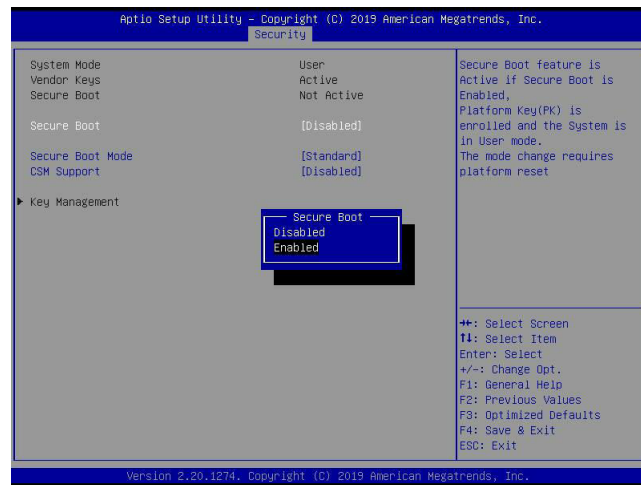 Aptio Setup Utility – Copyright (C) 2019 American Megatrends, Inc.
Security
System Mode User
Vendor Keys Active
Secure Boot Not Active
Secure Boot [Disabled]
Secure Boot Mode [Standard]
CSM Support [Disabled]
Key Management
Secure Boot
Disabled
Enabled
Secure Boot feature is
Active if Secure Boot is
Enabled,
Platform Key(PK) is
enrolled and the System is
in User mode.
The mode change requires
platform reset
→←: Select Screen
↑↓: Select Item
Enter: Select
+/-: Change Opt.
F1: General Help
F2: Previous Values
F3: Optimized Defaults
F4: Save & Exit
ESC: Exit
Version 2.20.1274. Copyright (C) 2019 American Megatrends, Inc.